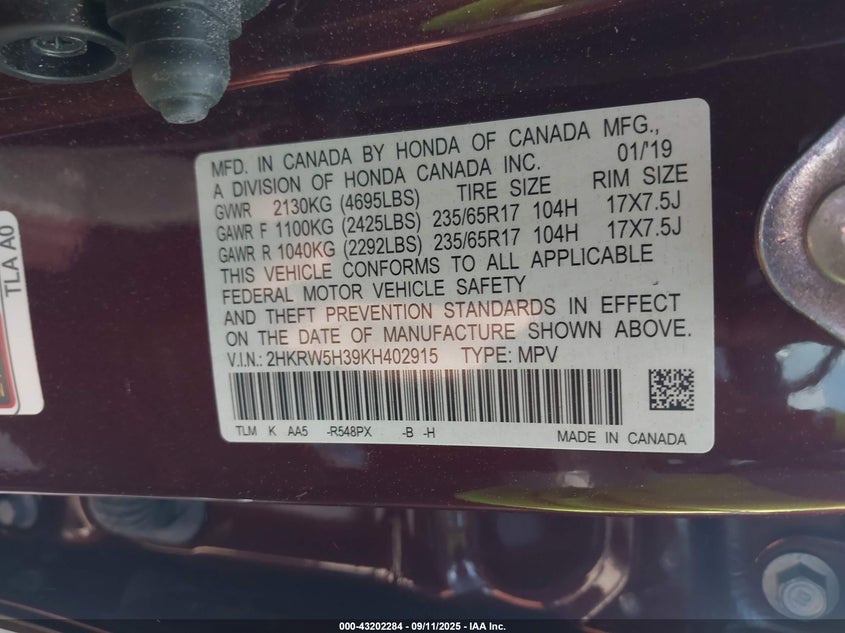 MFD. IN CANADA BY HONDA OF CANADA MFG.,
A DIVISION OF HONDA CANADA INC. 01/'19
GVWR 2130KG (4695LBS) TIRE SIZE RIM SIZE
GAWR F 1100KG (2425LBS) 235/65R17 104H 17X7.5J
GAWR R 1040KG (2292LBS) 235/65R17 104H 17X7.5J
THIS VEHICLE CONFORMS TO ALL APPLICABLE
FEDERAL MOTOR VEHICLE SAFETY
AND THEFT PREVENTION STANDARDS IN EFFECT
ON THE DATE OF MANUFACTURE SHOWN ABOVE.
V.I.N.: 2HKRW5H39KH402915 TYPE: MPV
TLM K AA5 -R548PX -B -H MADE IN CANADA
TLA A0
000-43202284 - 09/11/2025 - IAA Inc.